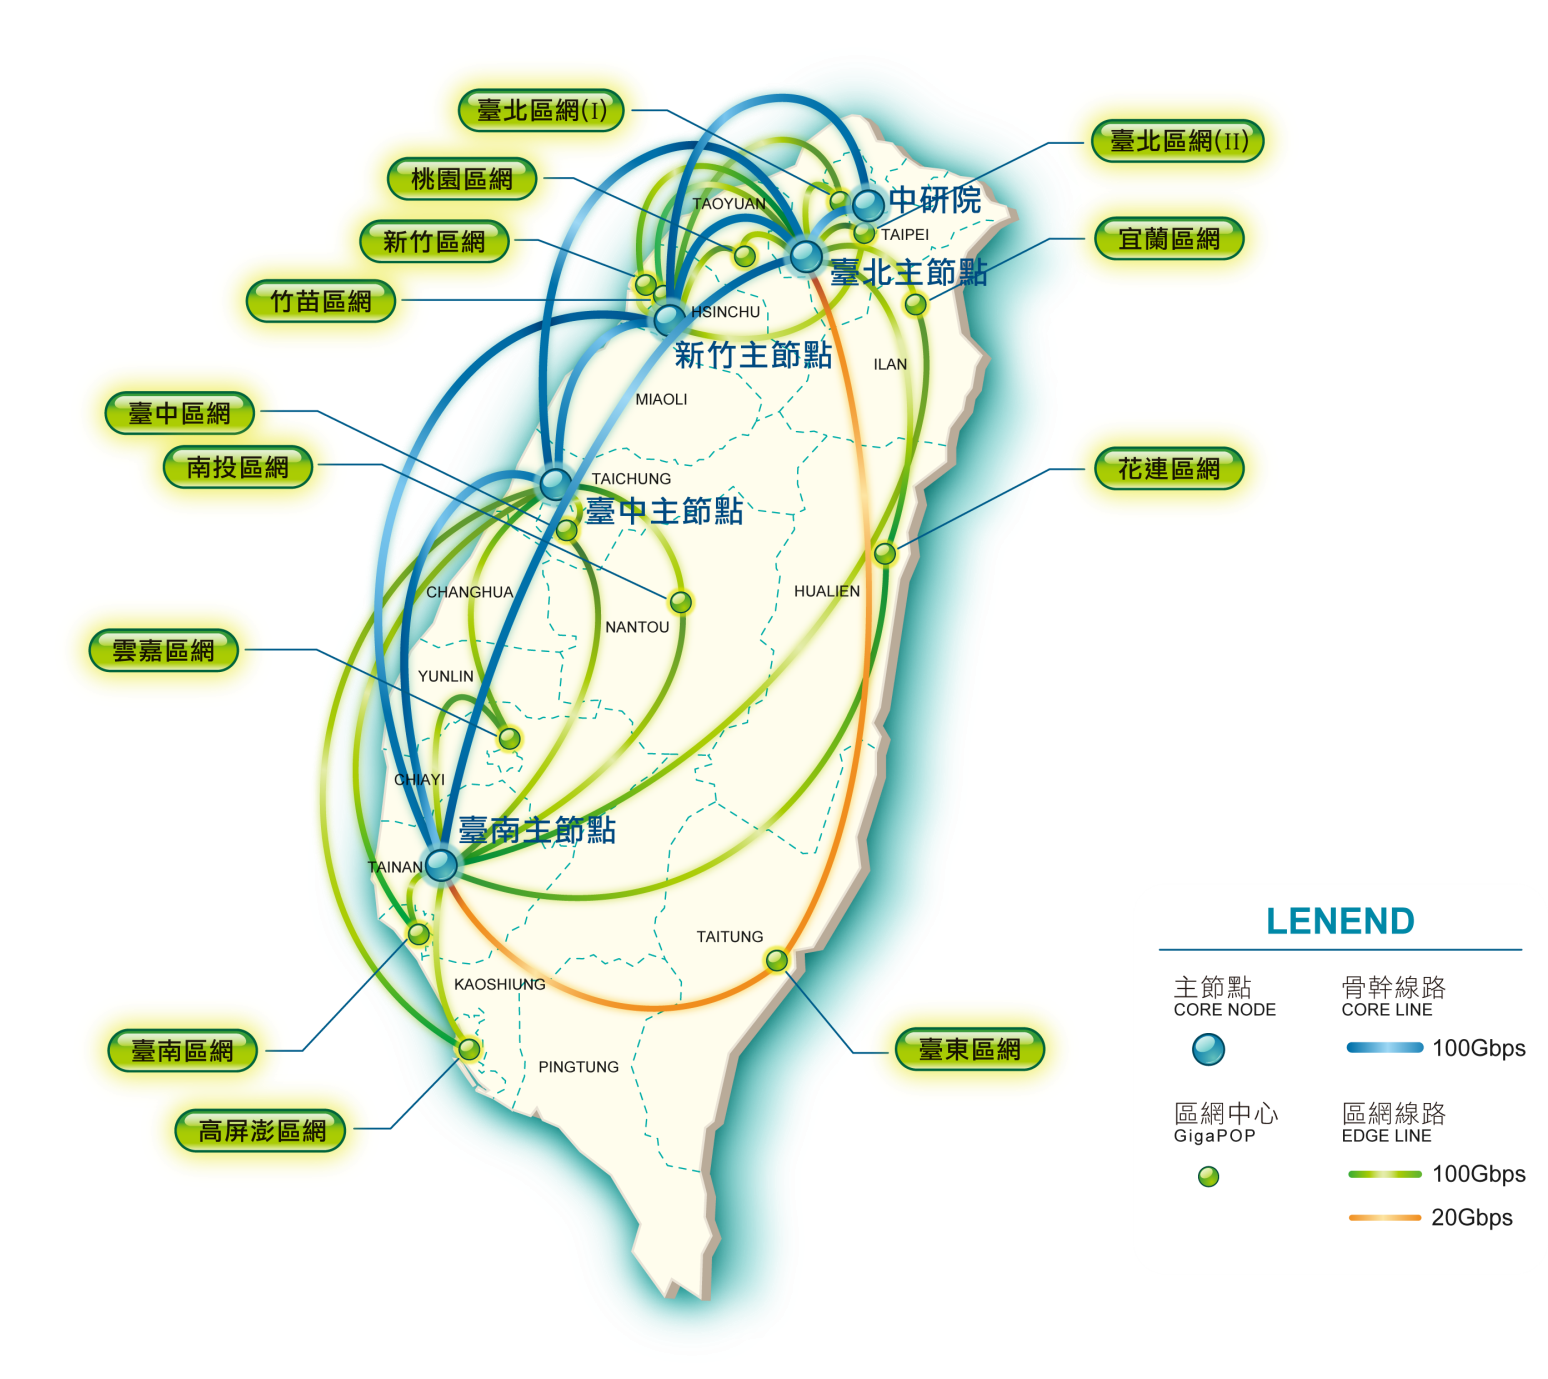 臺北區網(I)
臺北區網(II)
桃園區網
中研院
TAOYUAN
新竹區網
TAIPEI
宜蘭區網
臺北主節點
竹苗區網
HSINCHU
新竹主節點
ILAN
MIAOLI
臺中區網
南投區網
花連區網
TAICHUNG
臺中主節點
CHANGHUA
HUALIEN
NANTOU
雲嘉區網
YUNLIN
CHIAYI
臺南主節點
TAINAN
TAITUNG
KAOSHIUNG
臺南區網
臺東區網
PINGTUNG
高屏澎區網
LENEND
主節點
CORE NODE
骨幹線路
CORE LINE
100Gbps
區網中心
GigaPOP
區網線路
EDGE LINE
100Gbps
20Gbps